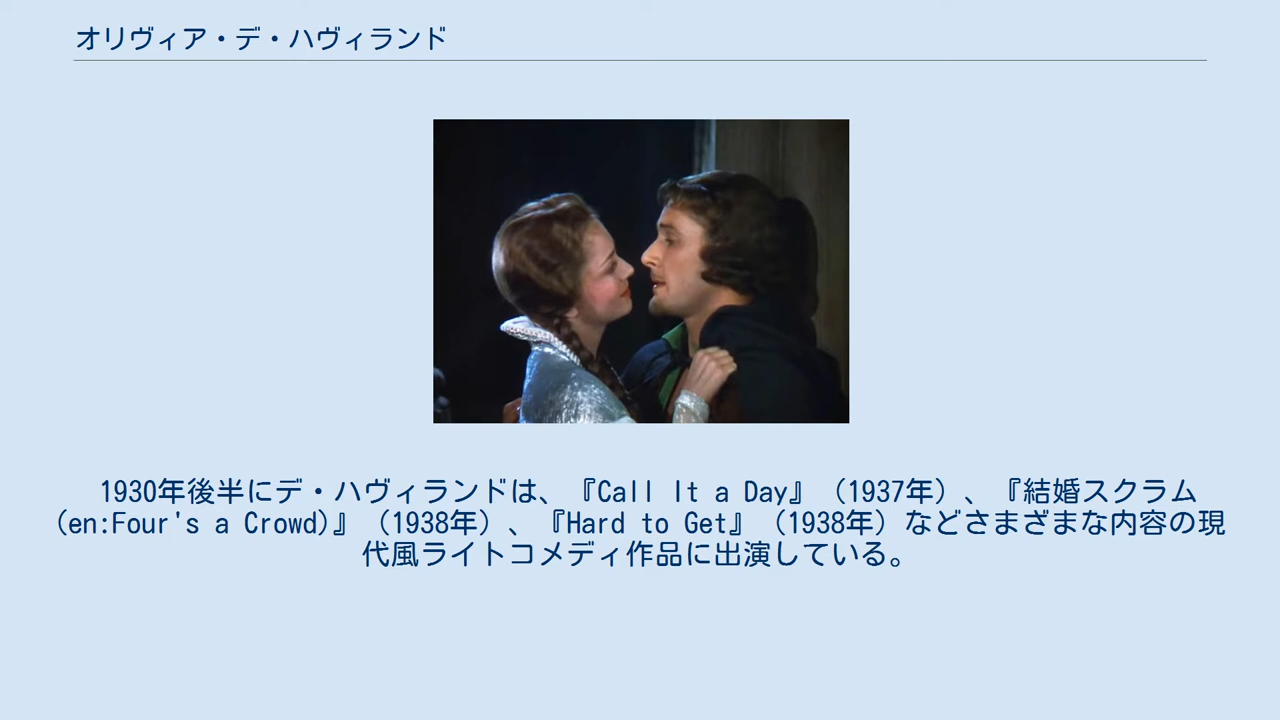 オリヴィア・デ・ハヴィランド
1930年後半にデ・ハヴィランドは、『Call It a Day』（1937年）、『結婚スクラム
(en:Four's a Crowd)』（1938年）、『Hard to Get』（1938年）などさまざまな内容の現
代風ライトコメディ作品に出演している。